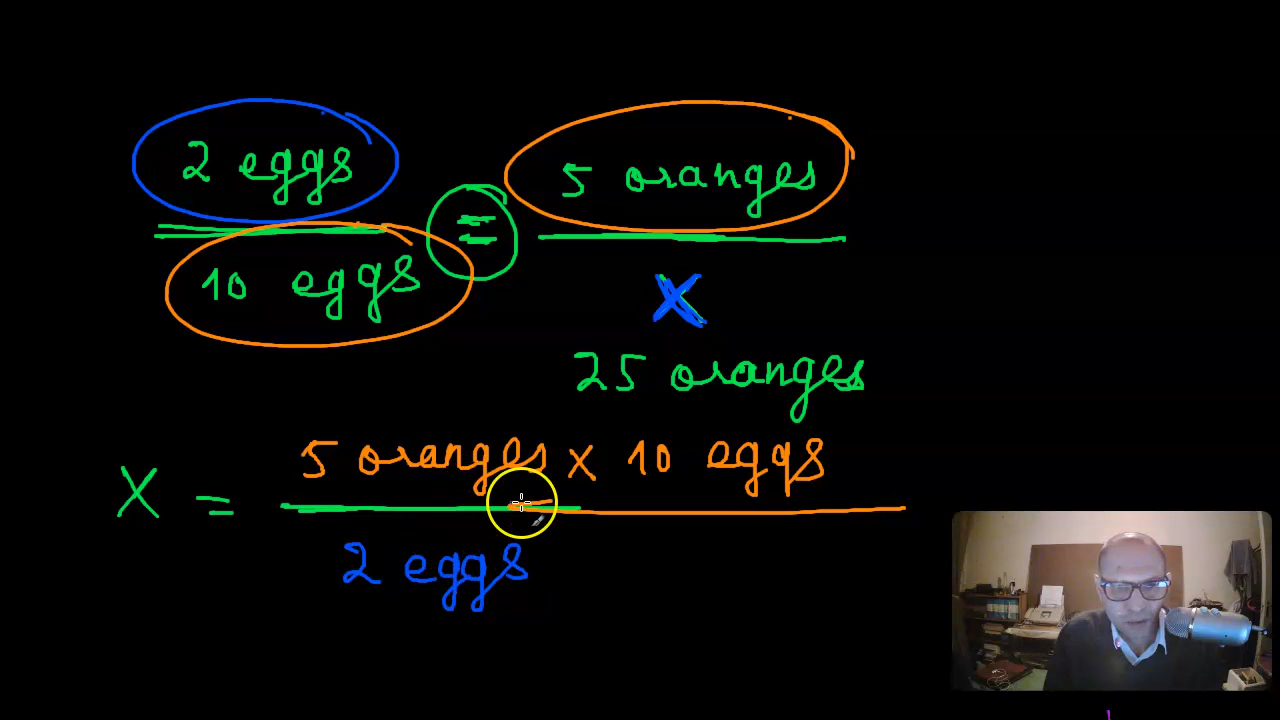 2 eggs = 5 oranges
10 eggs X
25 oranges
X = 5 oranges x 10 eggs
2 eggs